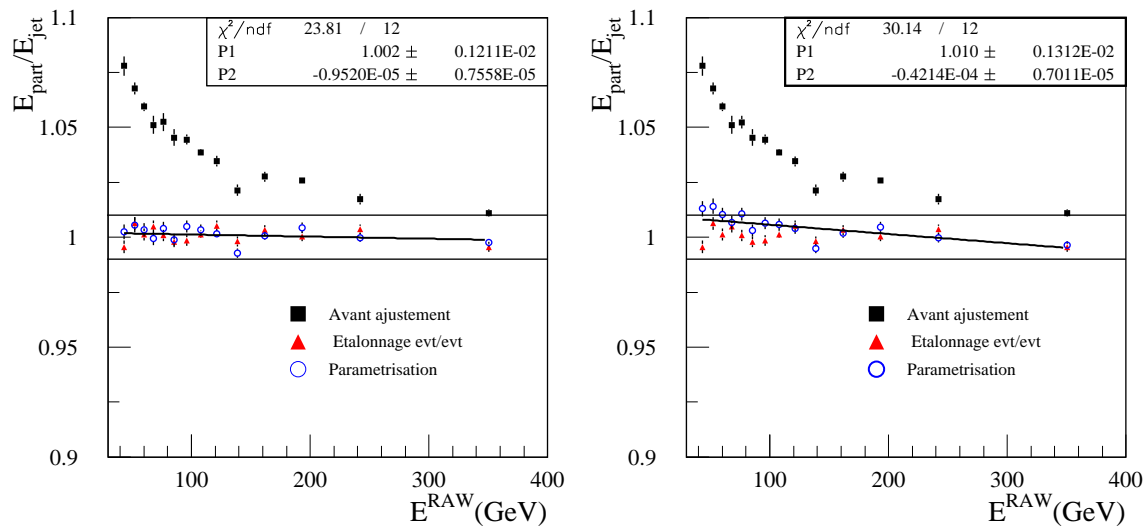 E_part/E_jet
1.1
1.05
1
0.95
0.9
χ²/ndf 23.81 / 12
P1 1.002 ± 0.1211E-02
P2 -0.9520E-05 ± 0.7558E-05
Avant ajustement
Etalonnage evt/evt
Parametrisation
100 200 300 400
E^RAW(GeV)
E_part/E_jet
1.1
1.05
1
0.95
0.9
χ²/ndf 30.14 / 12
P1 1.010 ± 0.1312E-02
P2 -0.4214E-04 ± 0.7011E-05
Avant ajustement
Etalonnage evt/evt
Parametrisation
100 200 300 400
E^RAW(GeV)